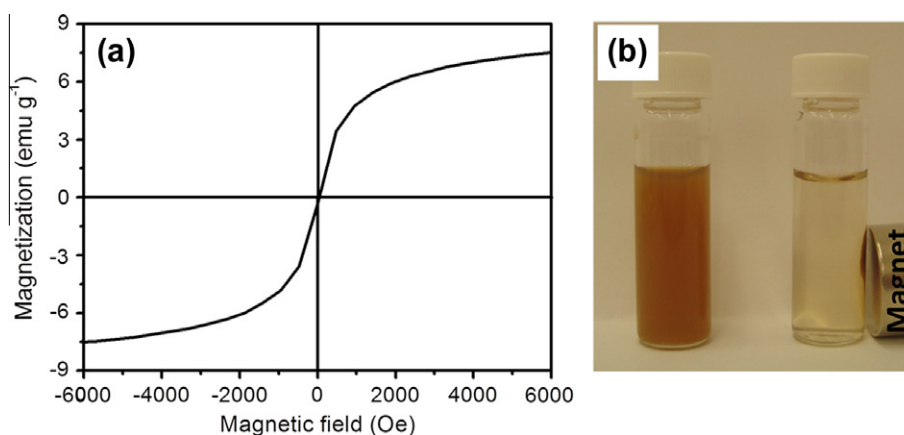 (a)
Magnetization (emu g⁻¹)
9
6
3
0
-3
-6
-9
-6000 -4000 -2000 0 2000 4000 6000
Magnetic field (Oe)
(b)
Magnet